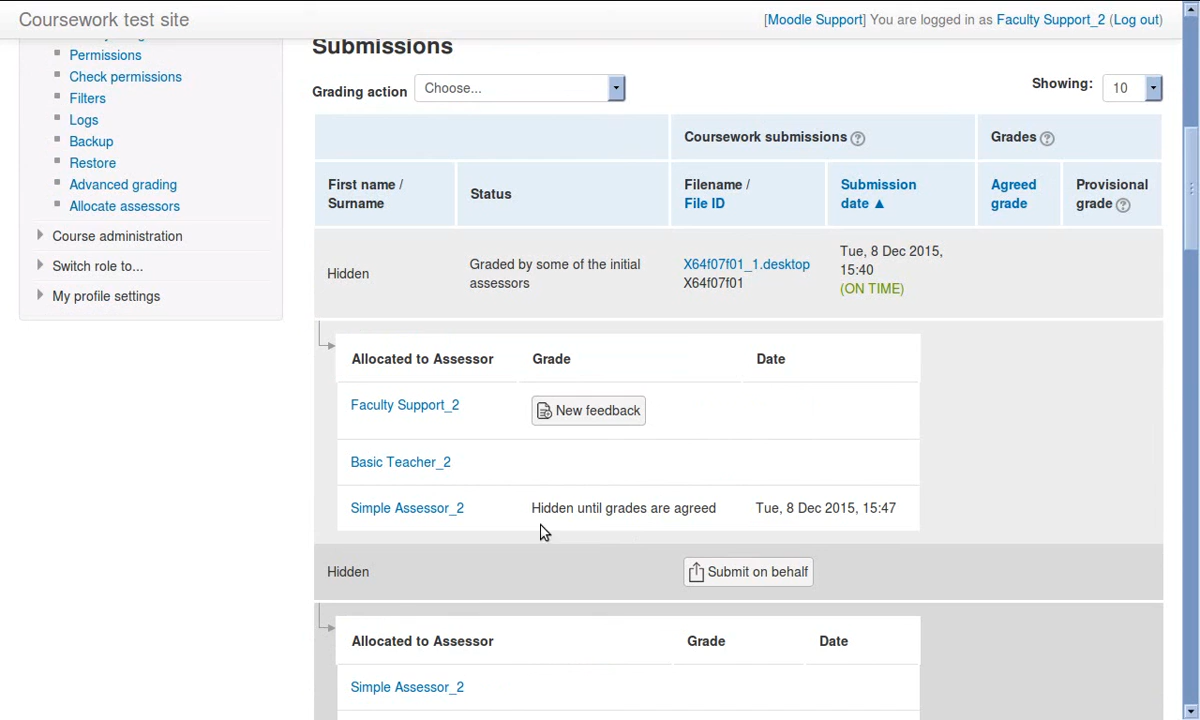 Coursework test site
[Moodle Support] You are logged in as Faculty Support_2 (Log out)
Permissions
Check permissions
Filters
Logs
Backup
Restore
Advanced grading
Allocate assessors
Course administration
Switch role to...
My profile settings
Submissions
Grading action Choose... Showing: 10
Coursework submissions Grades
First name / Surname
Status
Filename / File ID
Submission date ▲
Agreed grade
Provisional grade
Hidden
Graded by some of the initial
assessors
X64f07f01_1.desktop
X64f07f01
Tue, 8 Dec 2015,
15:40
(ON TIME)
Allocated to Assessor Grade Date
Faculty Support_2 New feedback
Basic Teacher_2
Simple Assessor_2 Hidden until grades are agreed Tue, 8 Dec 2015, 15:47
Hidden Submit on behalf
Allocated to Assessor Grade Date
Simple Assessor_2